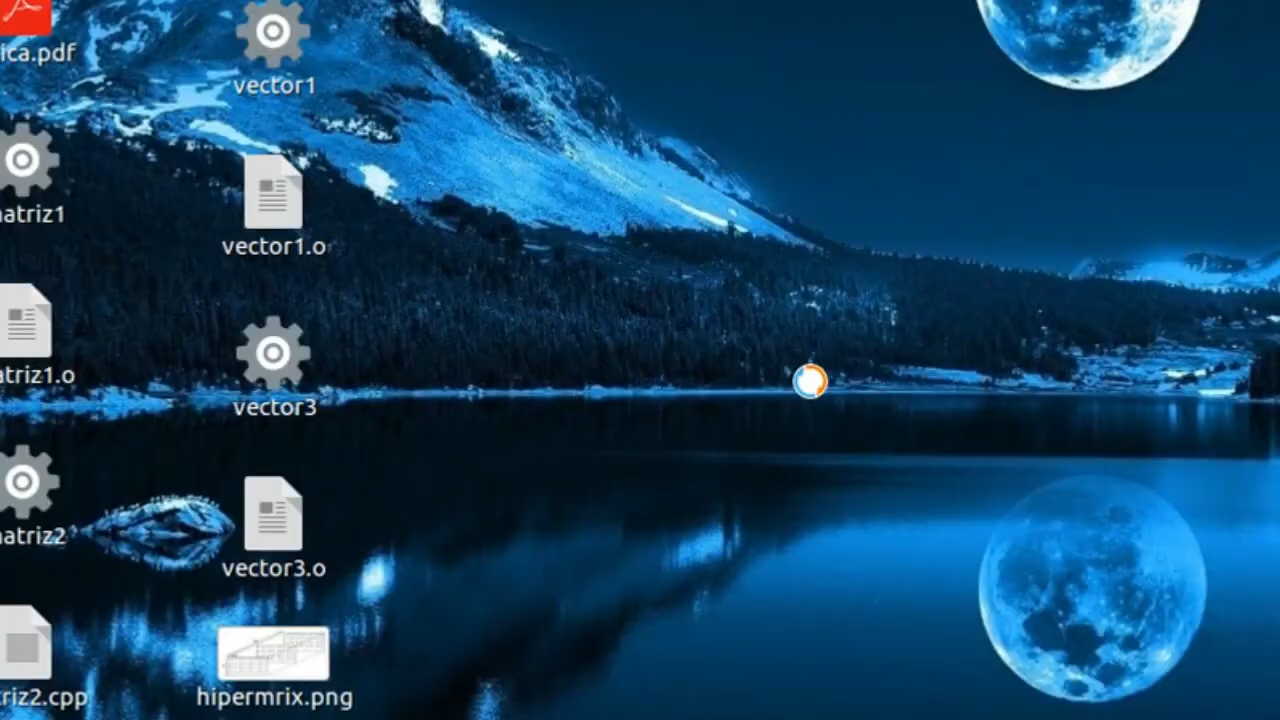 ica.pdf
atriz1
atriz1.o
atriz2
riz2.cpp
vector1
vector1.o
vector3
vector3.o
hipermrix.png